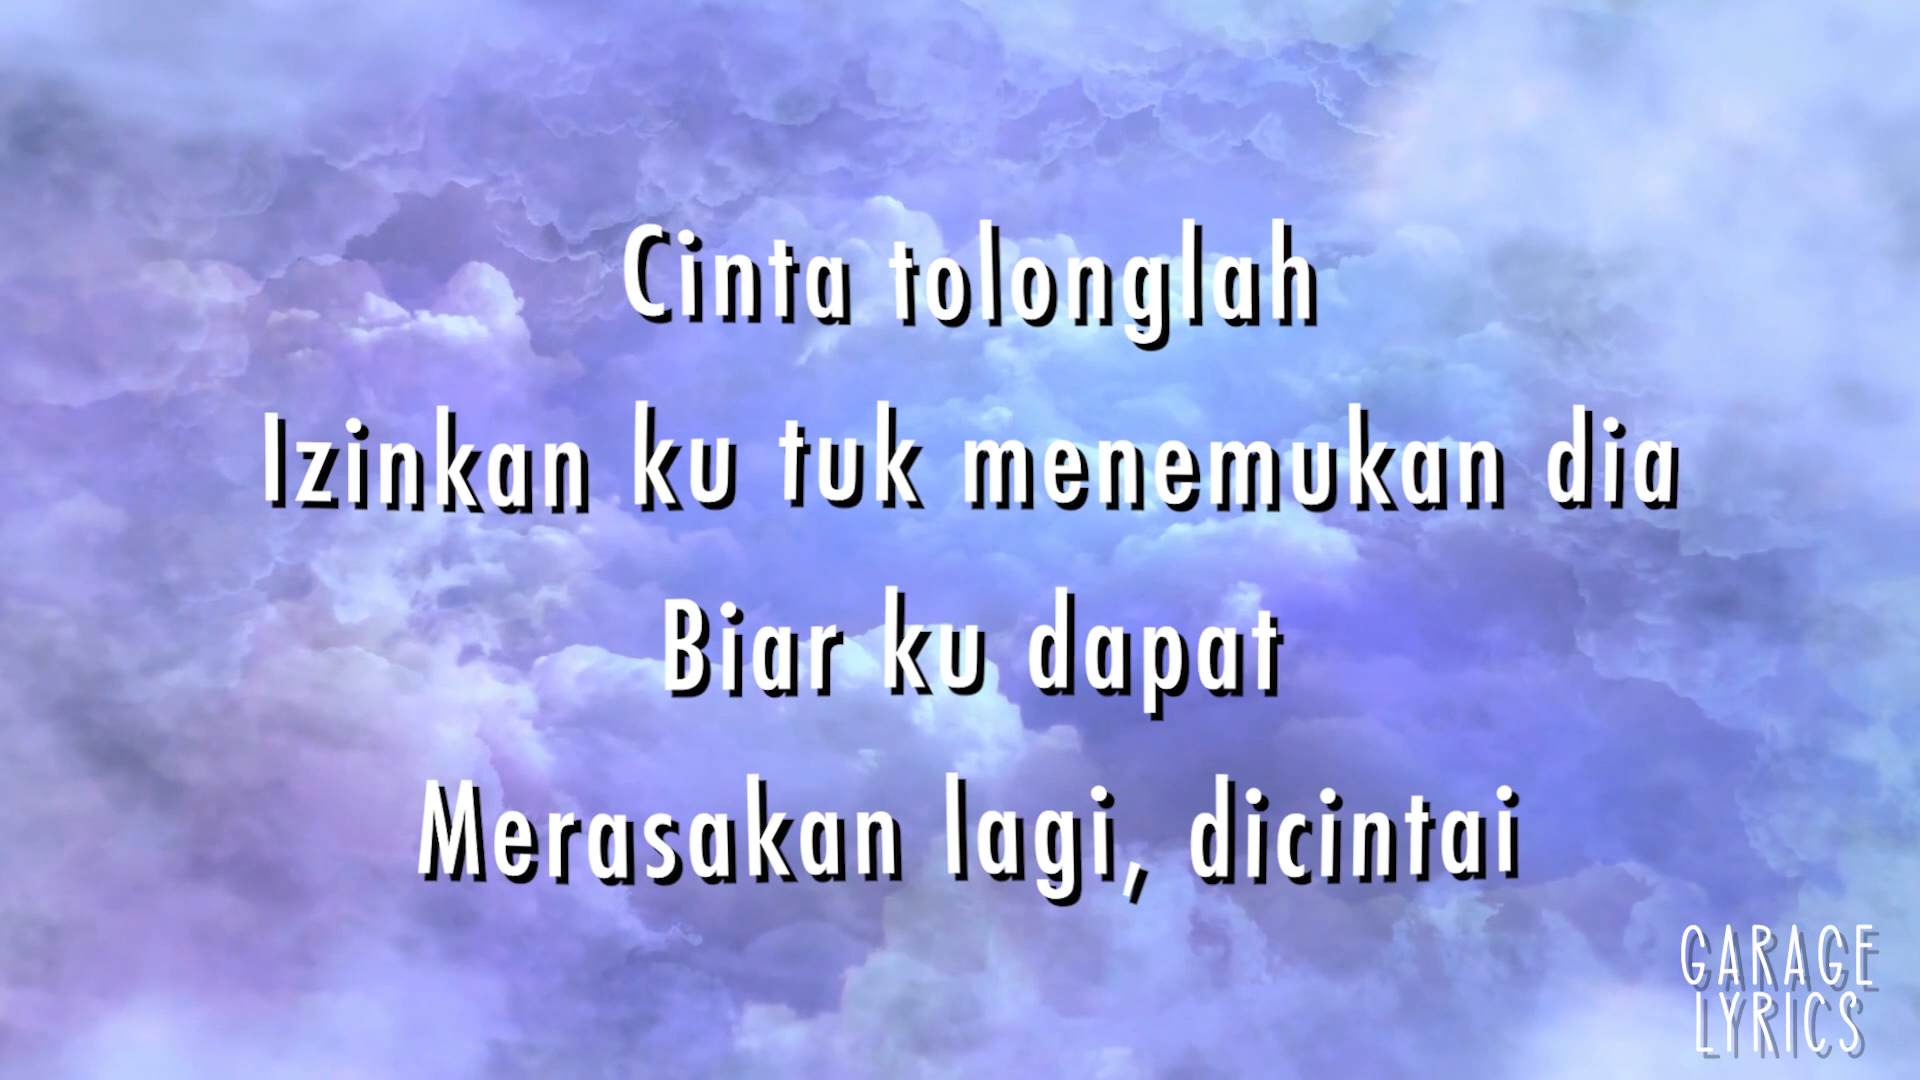 Cinta tolonglah
Izinkan ku tuk menemukan dia
Biar ku dapat
Merasakan lagi, dicintai
GARAGE
LYRICS